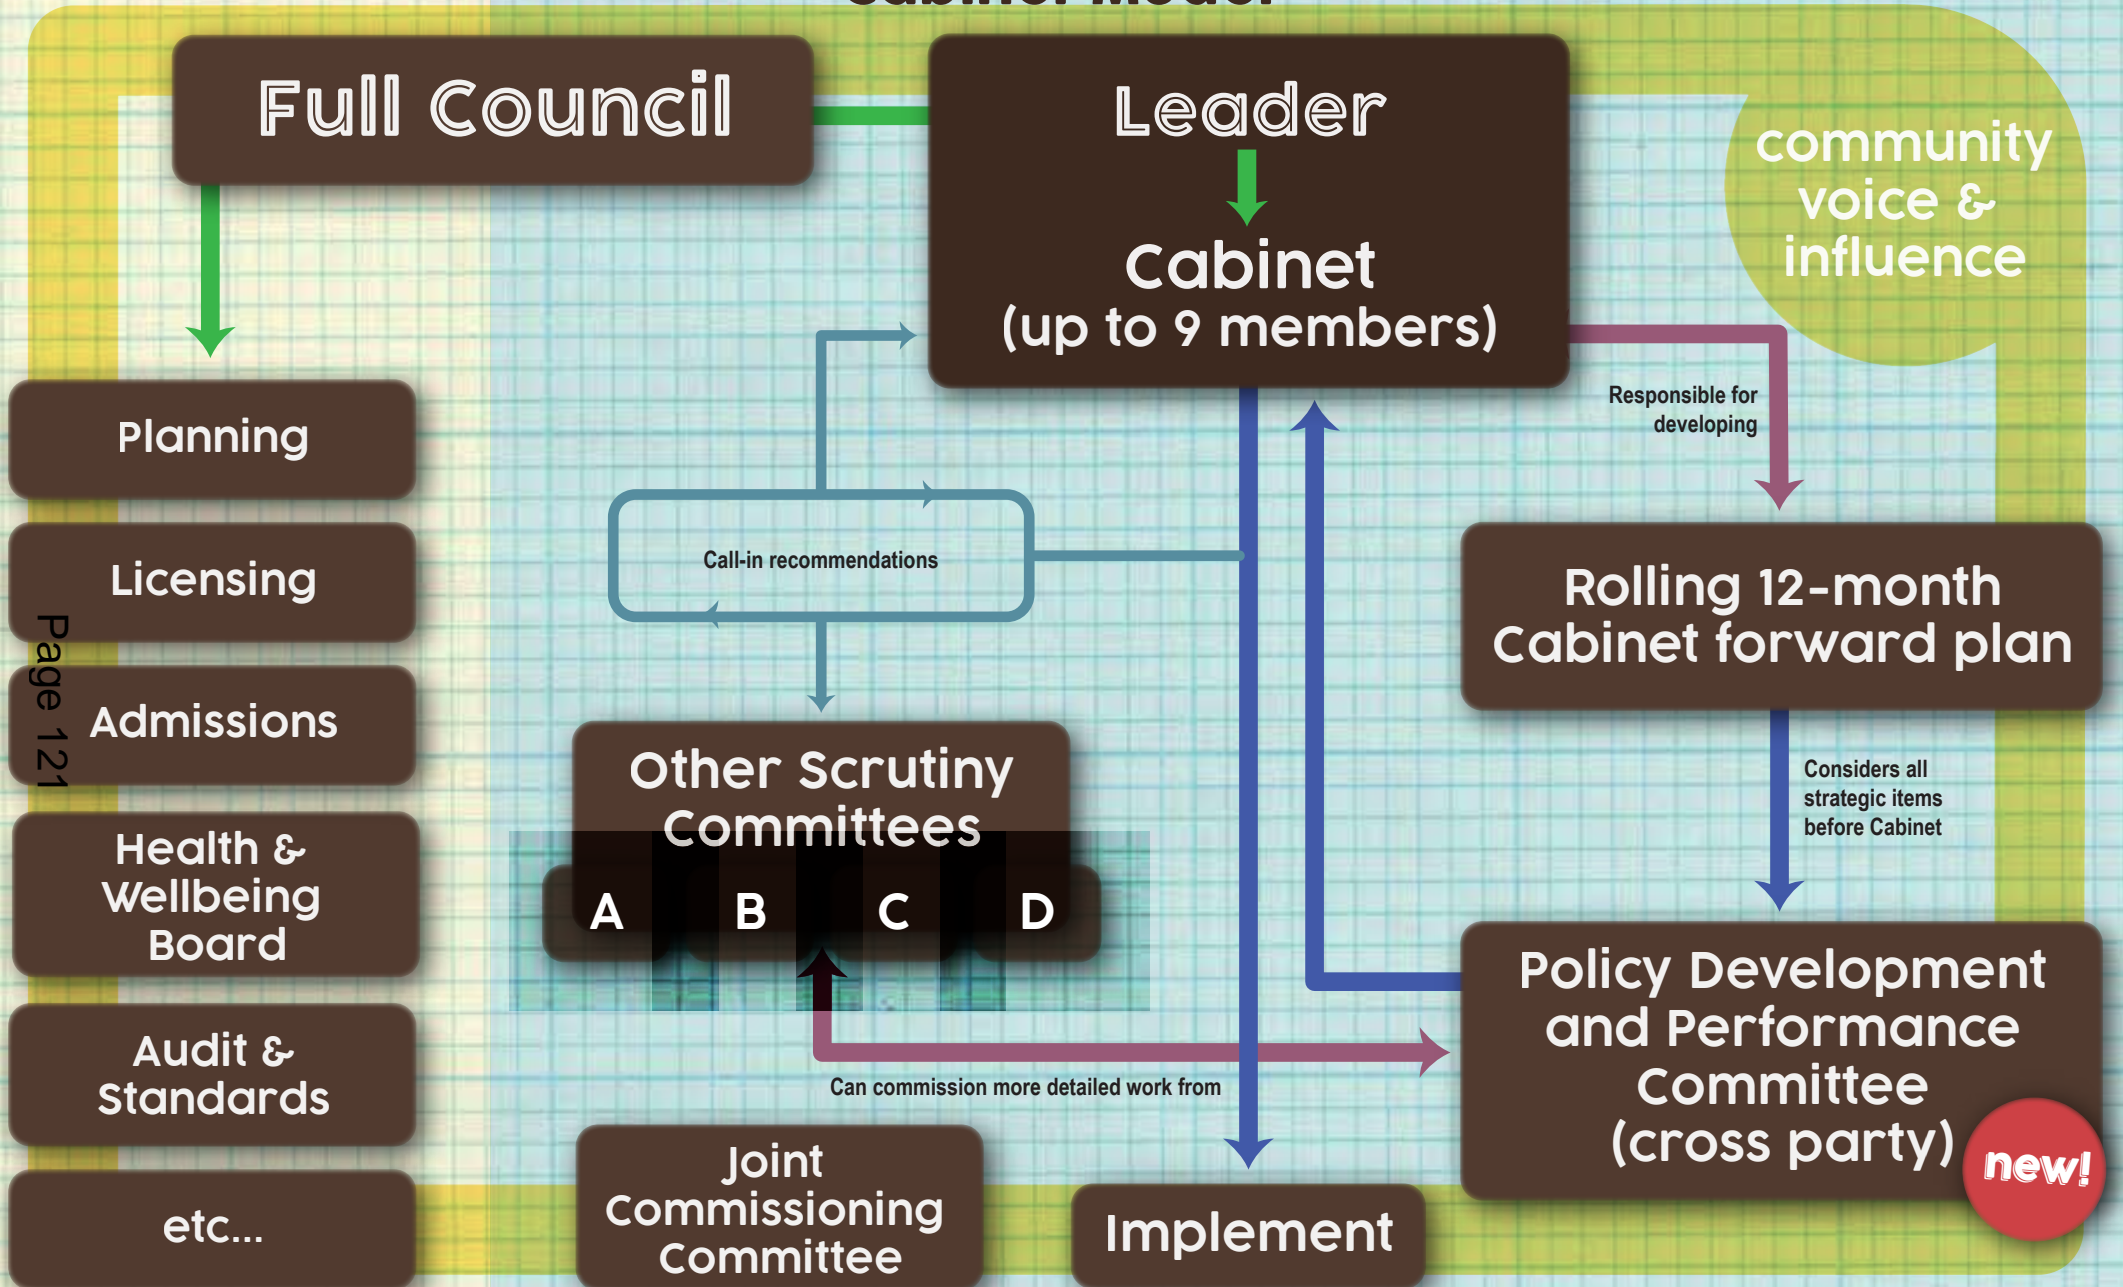 Cabinet Model
Full Council
Leader
Cabinet
(up to 9 members)
community
voice &
influence
Responsible for
developing
Planning
Licensing
Admissions
Health &
Wellbeing
Board
Audit &
Standards
etc...
Page 121
Call-in recommendations
Rolling 12-month
Cabinet forward plan
Considers all
strategic items
before Cabinet
Other Scrutiny
Committees
A B C D
Can commission more detailed work from
Policy Development
and Performance
Committee
(cross party)
new!
Joint
Commissioning
Committee
Implement